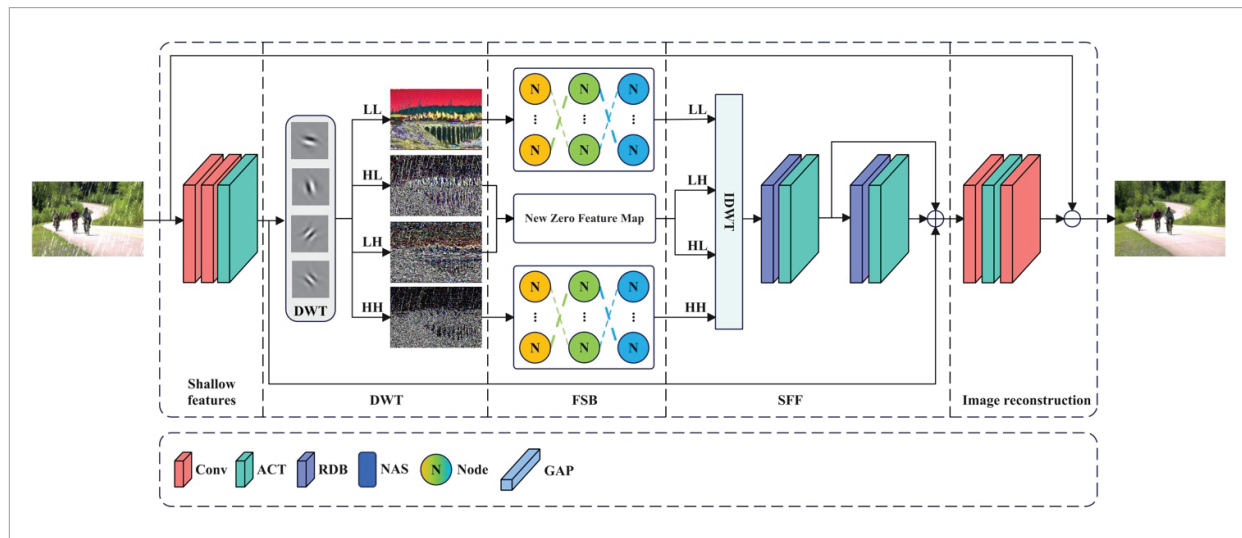 LL
HL
LH
HH
DWT
N N N
N N N
New Zero Feature Map
N N N
N N N
LL
LH
HL
HH
IDWT
Shallow
features
DWT
FSB
SFF
Image reconstruction
Conv
ACT
RDB
NAS
N
Node
GAP